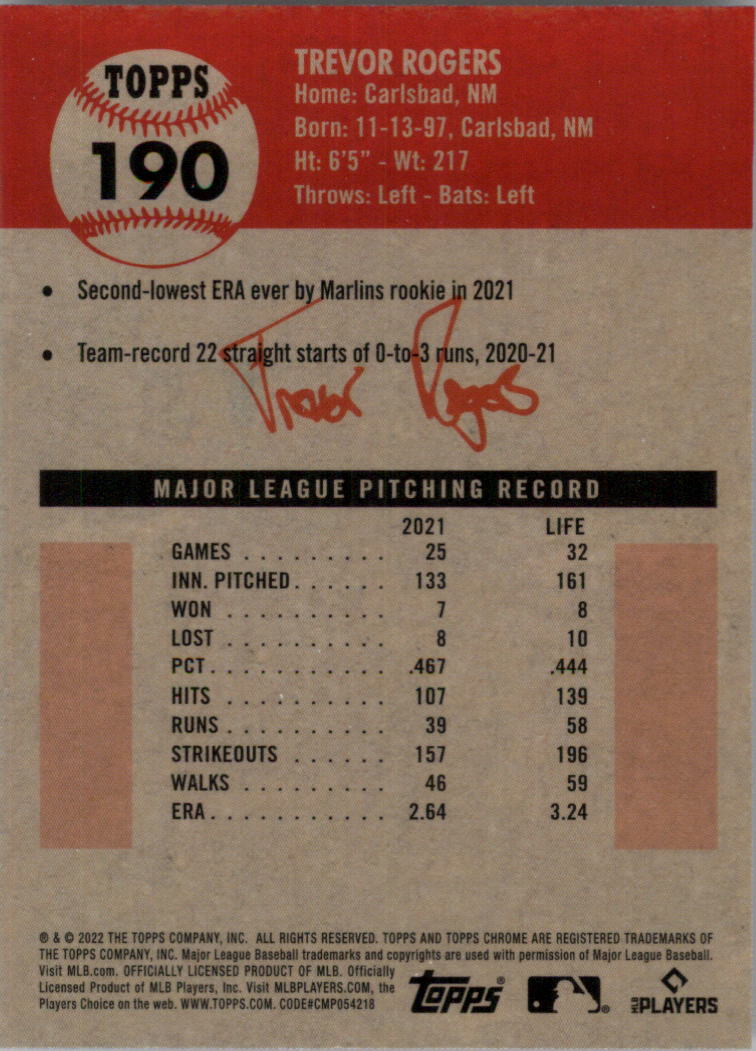 TOPPS
190
TREVOR ROGERS
Home: Carlsbad, NM
Born: 11-13-97, Carlsbad, NM
Ht: 6'5" - Wt: 217
Throws: Left - Bats: Left
• Second-lowest ERA ever by Marlins rookie in 2021
• Team-record 22 straight starts of 0-to-3 runs, 2020-21
Trevor Rogers
MAJOR LEAGUE PITCHING RECORD
2021 LIFE
GAMES . . . . . . . . . 25 32
INN. PITCHED . . . . . . 133 161
WON . . . . . . . . . . 7 8
LOST . . . . . . . . . . 8 10
PCT . . . . . . . . . . . .467 .444
HITS . . . . . . . . . . 107 139
RUNS . . . . . . . . . . 39 58
STRIKEOUTS . . . . . . 157 196
WALKS . . . . . . . . . 46 59
ERA . . . . . . . . . . . 2.64 3.24
® & © 2022 THE TOPPS COMPANY, INC. ALL RIGHTS RESERVED. TOPPS AND TOPPS CHROME ARE REGISTERED TRADEMARKS OF
THE TOPPS COMPANY, INC. Major League Baseball trademarks and copyrights are used with permission of Major League Baseball.
Visit MLB.com. OFFICIALLY LICENSED PRODUCT OF MLB. Officially
Licensed Product of MLB Players, Inc. Visit MLBPLAYERS.COM, the
Players Choice on the web. WWW.TOPPS.COM. CODE#CMP054218
topps®
MLB PLAYERS